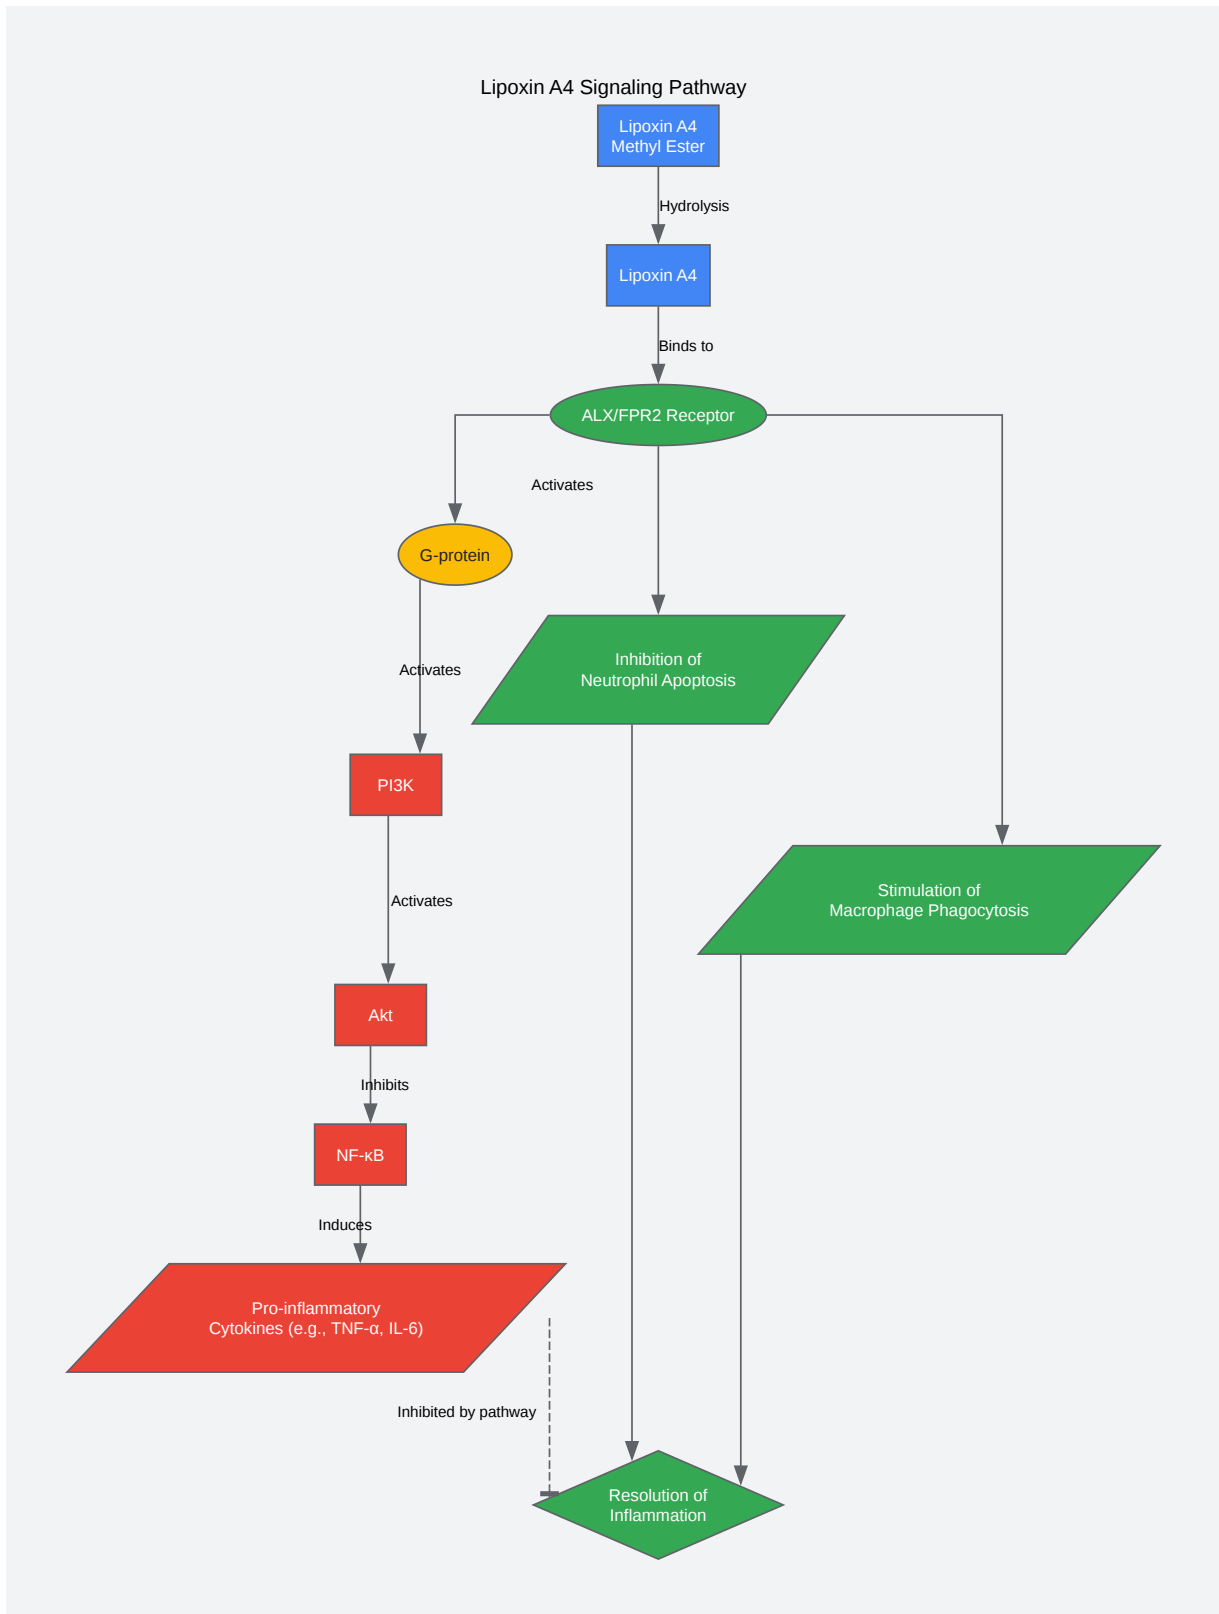 Lipoxin A4 Signaling Pathway
Lipoxin A4
Methyl Ester
Hydrolysis
Lipoxin A4
Binds to
ALX/FPR2 Receptor
Activates
G-protein
Inhibition of
Neutrophil Apoptosis
Activates
PI3K
Stimulation of
Macrophage Phagocytosis
Activates
Akt
Inhibits
NF-κB
Induces
Pro-inflammatory
Cytokines (e.g., TNF-α, IL-6)
Inhibited by pathway
Resolution of
Inflammation